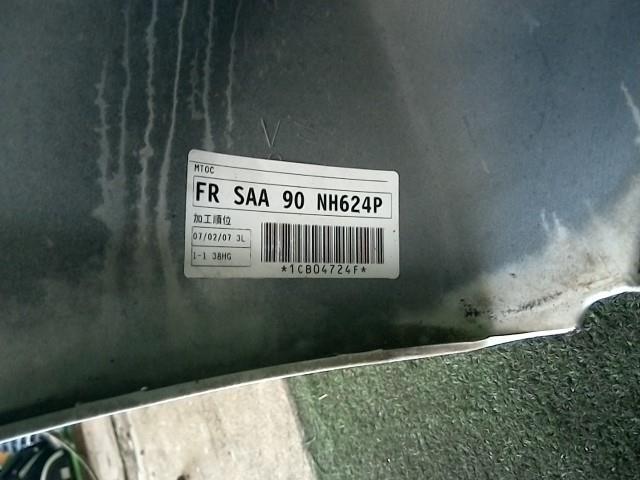 MTOC
FR SAA 90 NH624P
加工順位
07/02/07 3L
1-1 38HG
*1CB04724F*